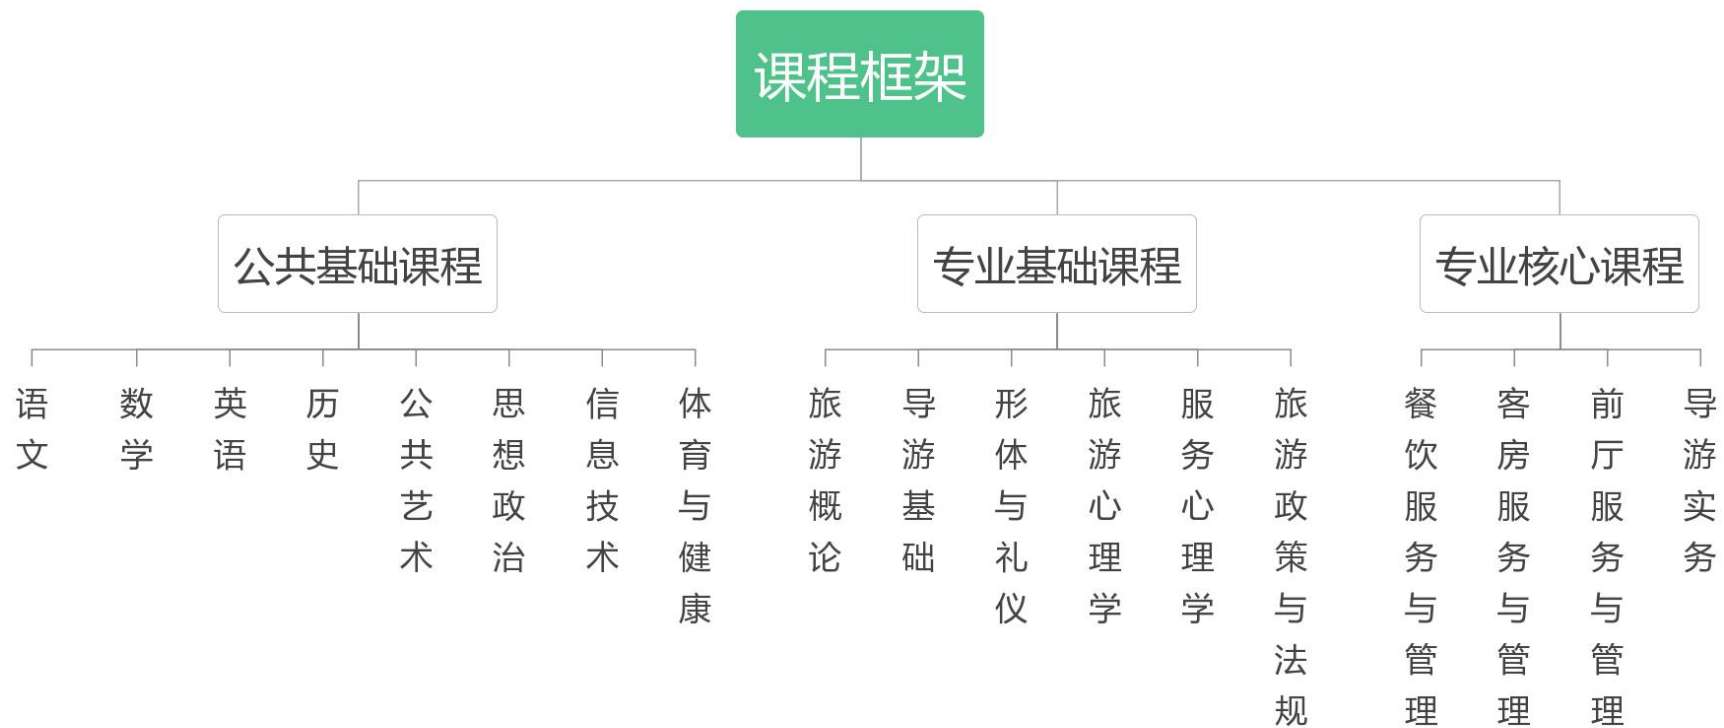 课程框架
公共基础课程
专业基础课程
专业核心课程
语文
数学
英语
历史
公共艺术
思想政治
信息技术
体育与健康
旅游概论
导游基础
形体与礼仪
旅游心理学
服务心理学
旅游政策与法规
餐饮服务与管理
客房服务与管理
前厅服务与管理
导游实务